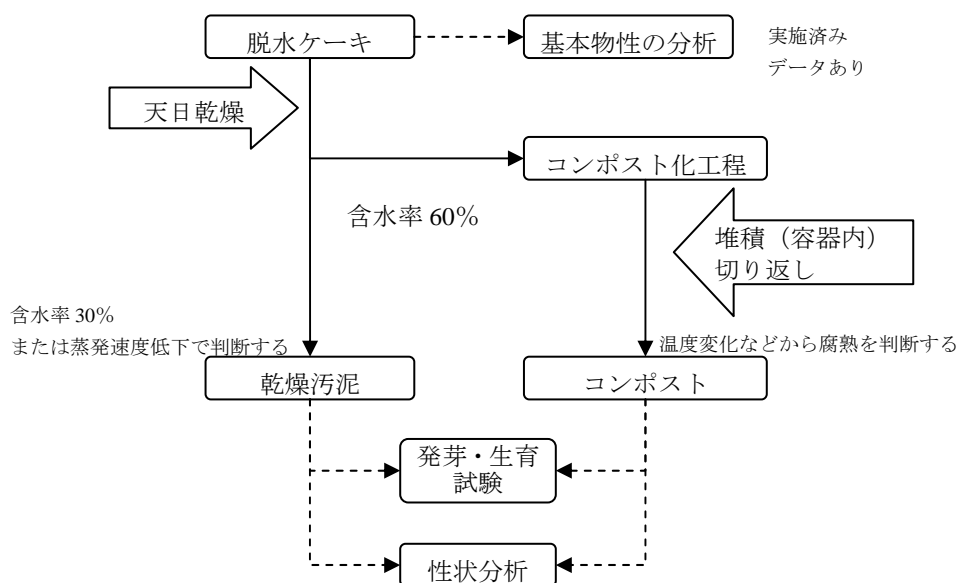 脱水ケーキ
基本物性の分析
実施済み
データあり
天日乾燥
コンポスト化工程
含水率 60％
堆積（容器内）
切り返し
含水率 30％
または蒸発速度低下で判断する
温度変化などから腐熟を判断する
乾燥汚泥
コンポスト
発芽・生育
試験
性状分析